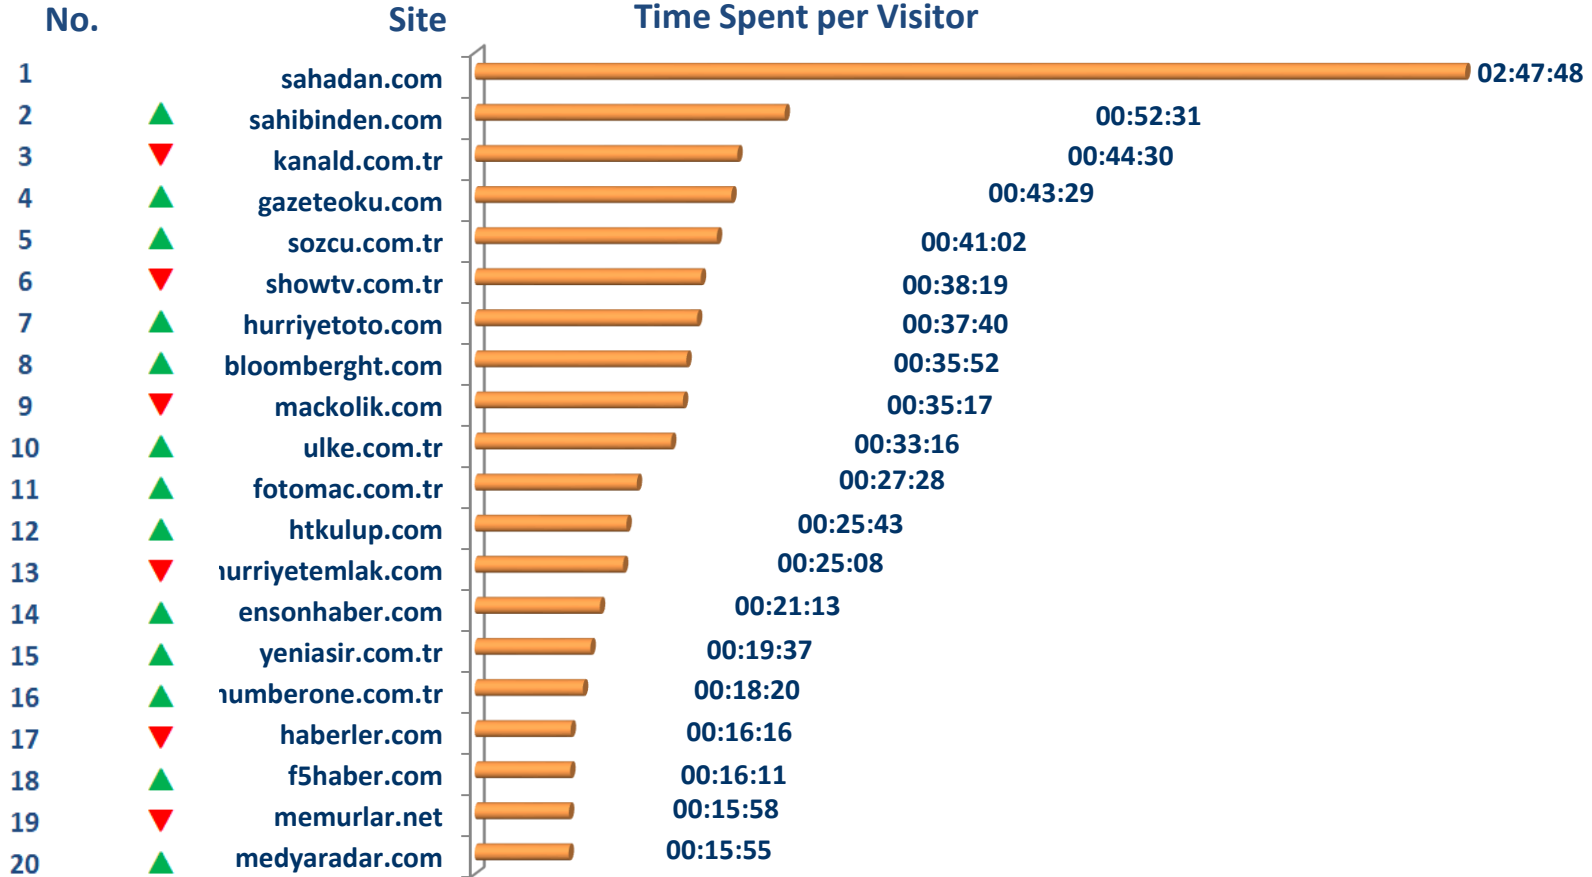 No. Site Time Spent per Visitor
1 sahadan.com 02:47:48
2 sahibinden.com 00:52:31
3 kanald.com.tr 00:44:30
4 gazeteoku.com 00:43:29
5 sozcu.com.tr 00:41:02
6 showtv.com.tr 00:38:19
7 hurriyetoto.com 00:37:40
8 bloomberght.com 00:35:52
9 mackolik.com 00:35:17
10 ulke.com.tr 00:33:16
11 fotomac.com.tr 00:27:28
12 htkulup.com 00:25:43
13 hurriyetemlak.com 00:25:08
14 ensonhaber.com 00:21:13
15 yeniasir.com.tr 00:19:37
16 numberone.com.tr 00:18:20
17 haberler.com 00:16:16
18 f5haber.com 00:16:11
19 memurlar.net 00:15:58
20 medyaradar.com 00:15:55